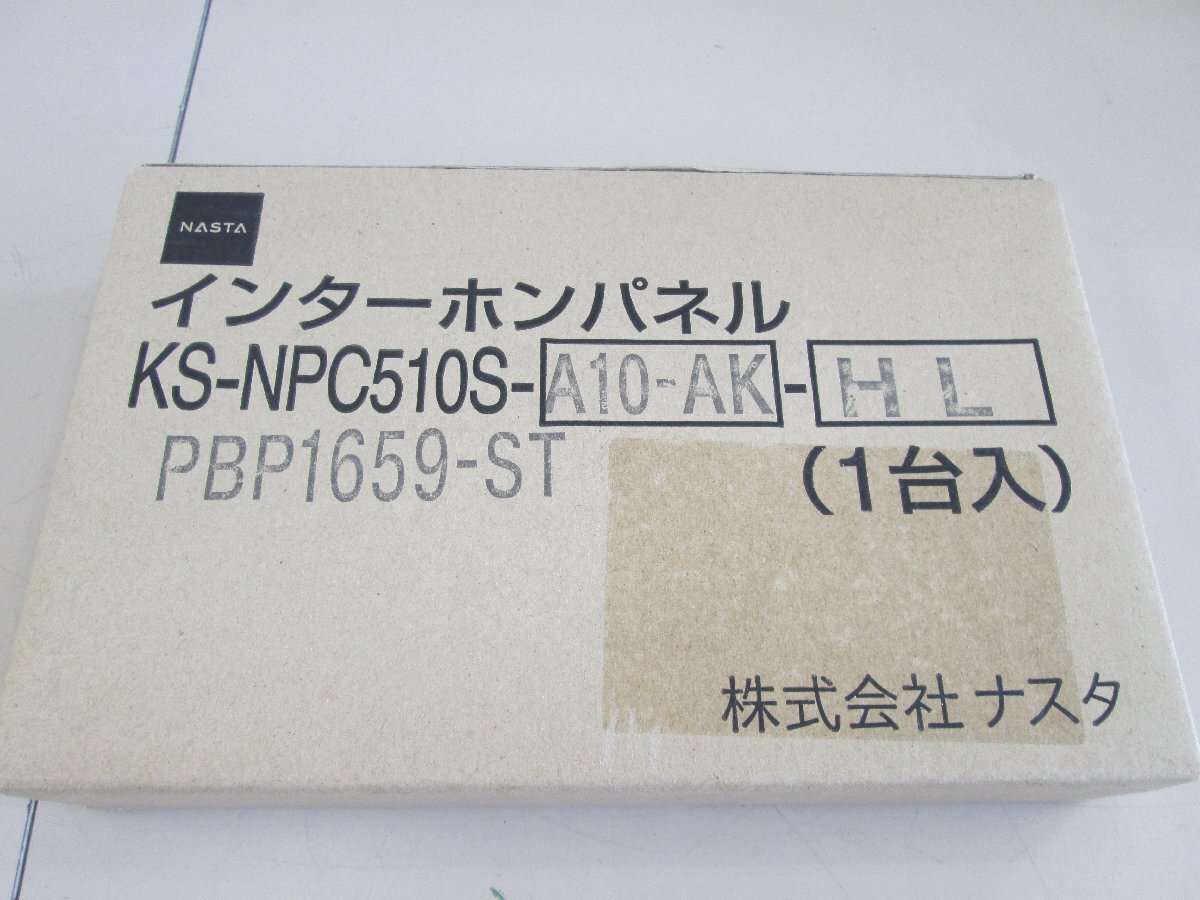 NASTA
インターホンパネル
KS-NPC510S-A10-AK-HL
PBP1659-ST
(1台入)
株式会社 ナスタ